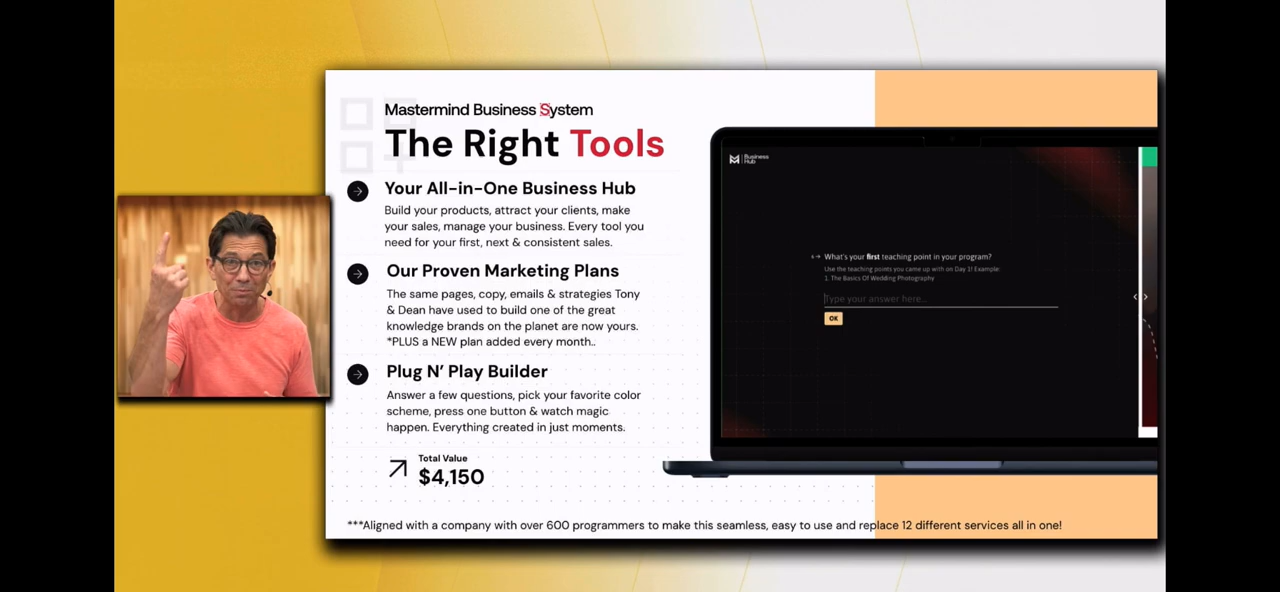 Mastermind Business System
The Right Tools
Your All-in-One Business Hub
Build your products, attract your clients, make
your sales, manage your business. Every tool you
need for your first, next & consistent sales.
Our Proven Marketing Plans
The same pages, copy, emails & strategies Tony
& Dean have used to build one of the great
knowledge brands on the planet are now yours.
*PLUS a NEW plan added every month..
Plug N' Play Builder
Answer a few questions, pick your favorite color
scheme, press one button & watch magic
happen. Everything created in just moments.
Total Value
$4,150
***Aligned with a company with over 600 programmers to make this seamless, easy to use and replace 12 different services all in one!
Business
Hub
What's your first teaching point in your program?
Use the teaching points you came up with on Day 1! Example:
1. The Basics Of Wedding Photography
Type your answer here...
OK